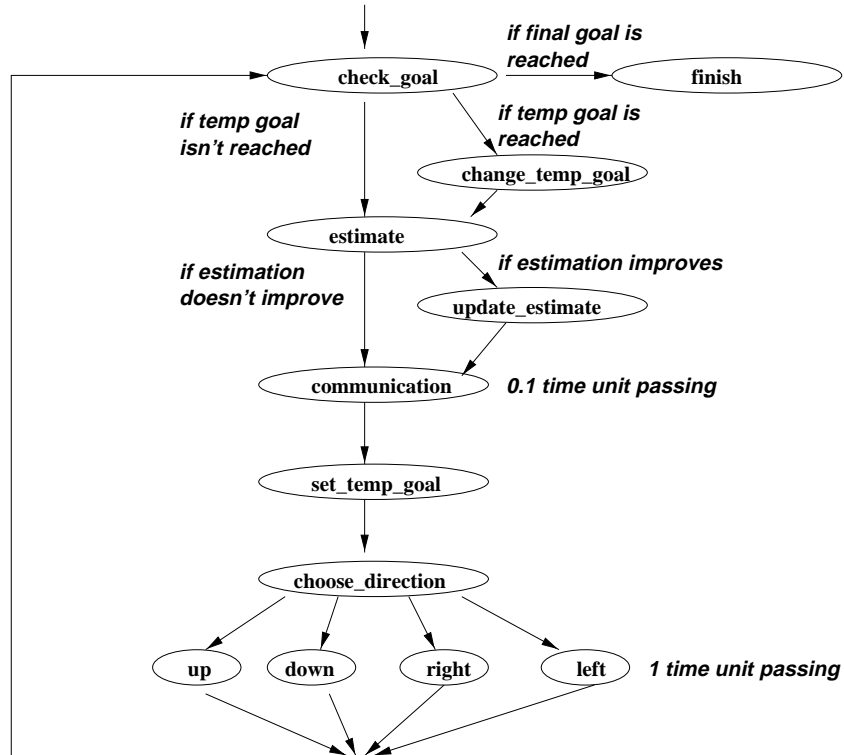 if final goal is
reached
check_goal
finish
if temp goal
isn't reached
if temp goal is
reached
change_temp_goal
estimate
if estimation
doesn't improve
if estimation improves
update_estimate
communication
0.1 time unit passing
set_temp_goal
choose_direction
up
down
right
left
1 time unit passing